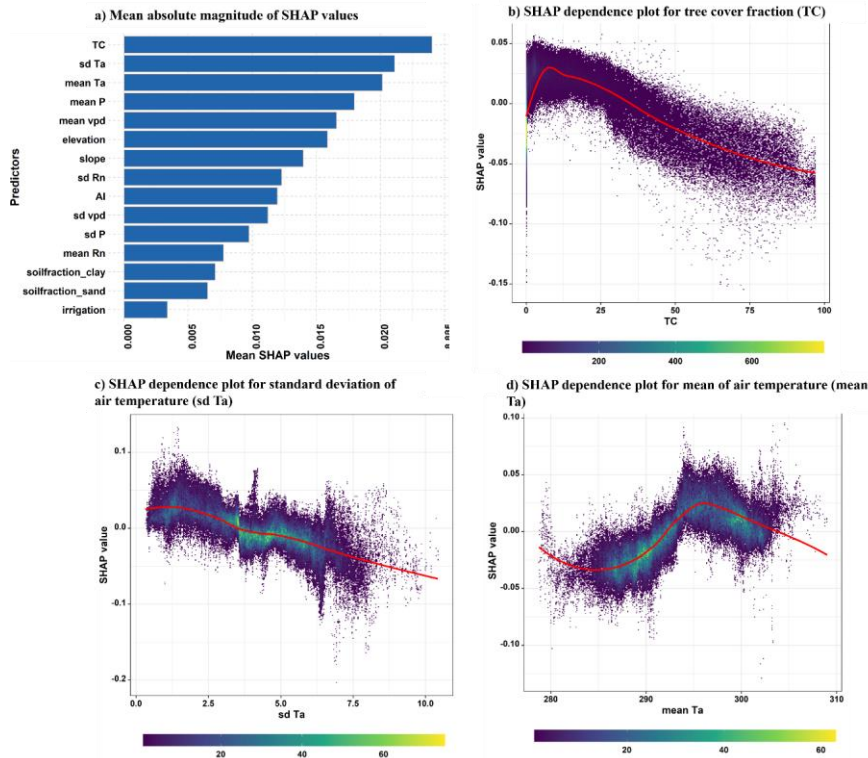 a) Mean absolute magnitude of SHAP values
TC
sd Ta
mean Ta
mean P
mean vpd
elevation
slope
sd Rn
AI
sd vpd
sd P
mean Rn
soilfraction_clay
soilfraction_sand
irrigation
Predictors
0.000
0.005
0.010
0.015
0.020
Mean SHAP values
b) SHAP dependence plot for tree cover fraction (TC)
0.05
0.00
-0.05
-0.10
-0.15
SHAP value
0 25 50 75 100
TC
200 400 600
c) SHAP dependence plot for standard deviation of
air temperature (sd Ta)
0.1
0.0
-0.1
-0.2
SHAP value
0.0 2.5 5.0 7.5 10.0
sd Ta
20 40 60
d) SHAP dependence plot for mean of air temperature (mean
Ta)
0.10
0.05
0.00
-0.05
-0.10
SHAP value
280 290 300 310
mean Ta
20 40 60